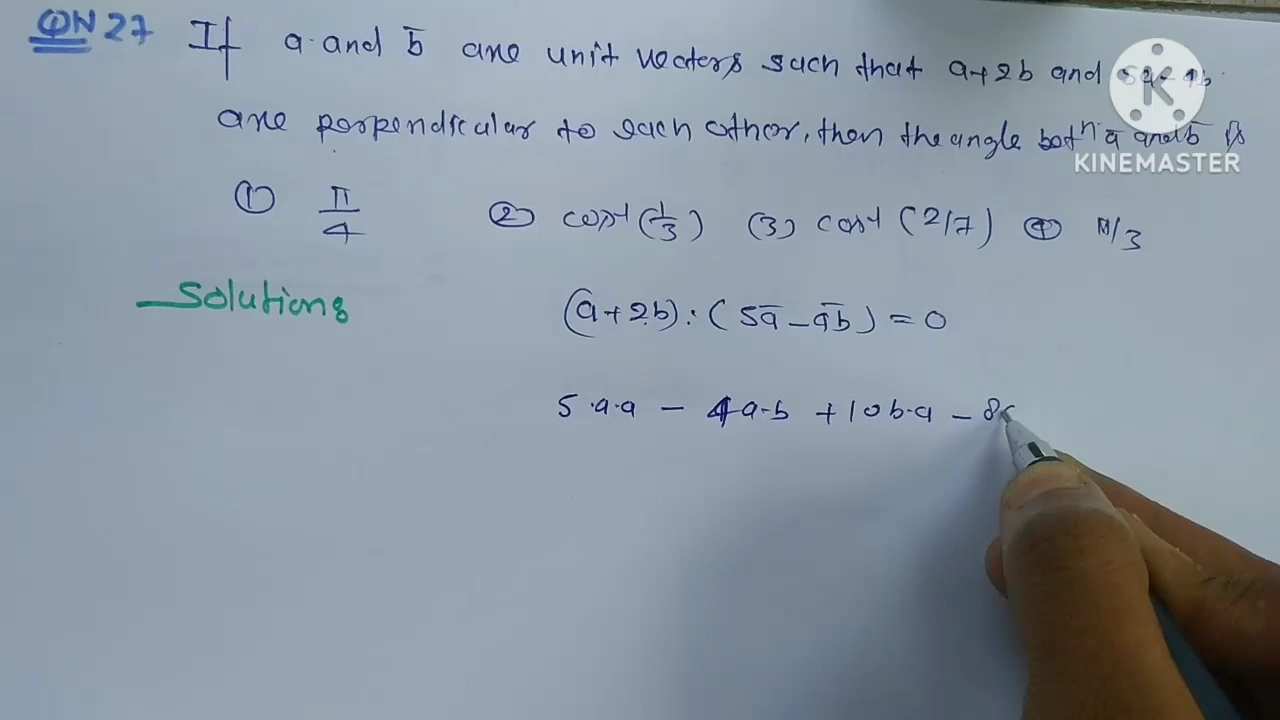 QN 27 If a and b̅ are unit vectors such that a+2b and 5a-4b
are perpendicular to each other, then the angle betⁿ a̅ and b̅ is
① π/4 ② cos⁻¹(1/3) (3) cos⁻¹(2/7) ④ π/3
Solutions (a+2b).(5a̅-4̅b̅)=0
5.a.a - 4a.b +10b.a - 8
KINEMASTER